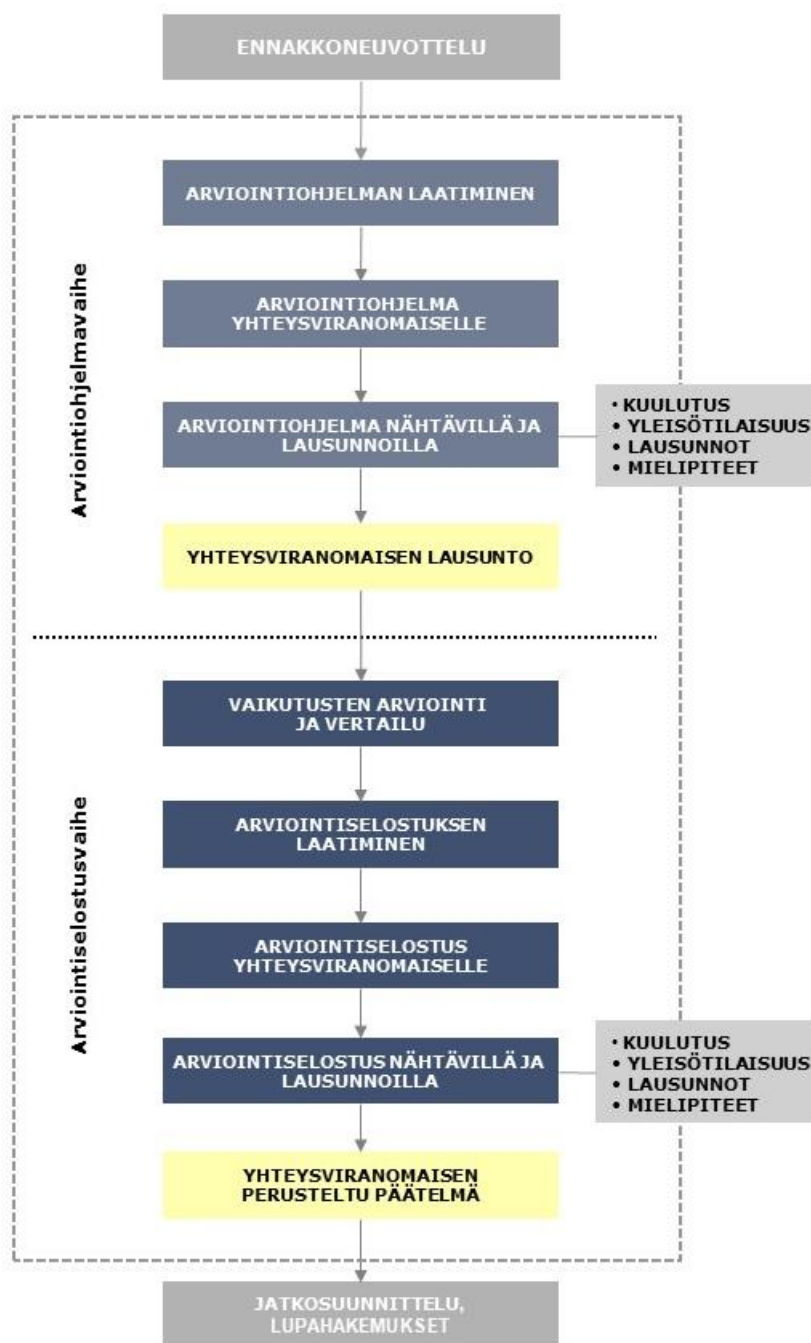 ENNAKKONEUVOTTELU
Arviointiohjelmavaihe
ARVIOINTIOHJELMAN LAATIMINEN
ARVIOINTIOHJELMA
YHTEYSVIRANOMAISELLE
ARVIOINTIOHJELMA NÄHTÄVILLÄ JA
LAUSUNNOILLA
• KUULUTUS
• YLEISÖTILAISUUS
• LAUSUNNOT
• MIELIPITEET
YHTEYSVIRANOMAISEN LAUSUNTO
Arviointiselostusvaihe
VAIKUTUSTEN ARVIOINTI
JA VERTAILU
ARVIOINTISELOSTUKSEN
LAATIMINEN
ARVIOINTISELOSTUS
YHTEYSVIRANOMAISELLE
ARVIOINTISELOSTUS NÄHTÄVILLÄ JA
LAUSUNNOILLA
• KUULUTUS
• YLEISÖTILAISUUS
• LAUSUNNOT
• MIELIPITEET
YHTEYSVIRANOMAISEN
PERUSTELTU PÄÄTELMÄ
JATKOSUUNNITTELU,
LUPAHAKEMUKSET